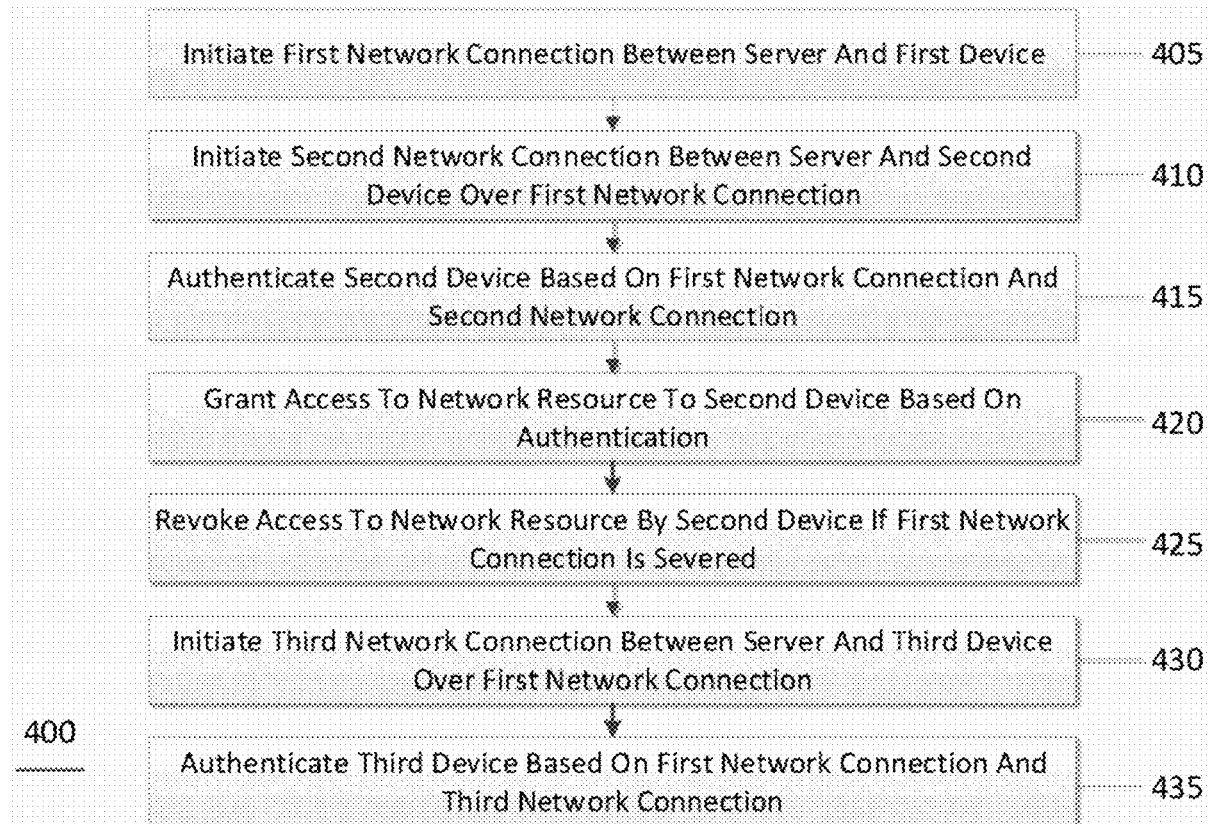 Initiate First Network Connection Between Server And First Device
405
Initiate Second Network Connection Between Server And Second
Device Over First Network Connection
410
Authenticate Second Device Based On First Network Connection And
Second Network Connection
415
Grant Access To Network Resource To Second Device Based On
Authentication
420
Revoke Access To Network Resource By Second Device If First Network
Connection Is Severed
425
Initiate Third Network Connection Between Server And Third Device
Over First Network Connection
430
400
Authenticate Third Device Based On First Network Connection And
Third Network Connection
435